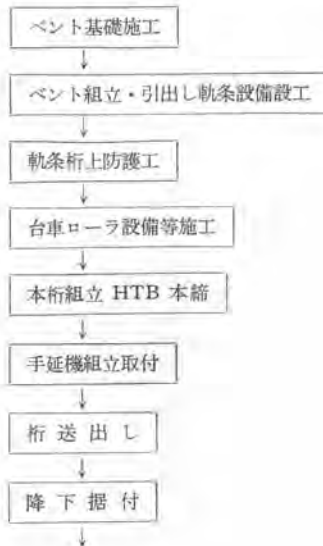 ベント基礎施工
ベント組立・引出し軌条設備設工
軌条桁上防護工
台車ローラ設備等施工
本桁組立 HTB 本締
手延機組立取付
桁送出し
降下据付